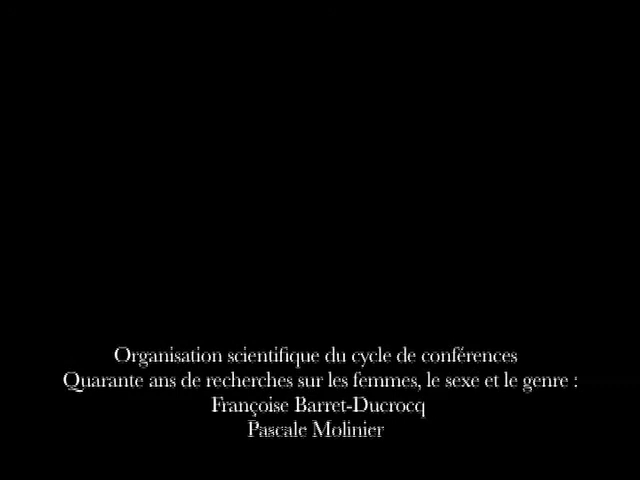 Organisation scientifique du cycle de conférences
Quarante ans de recherches sur les femmes, le sexe et le genre :
Françoise Barret-Ducrocq
Pascale Molinier